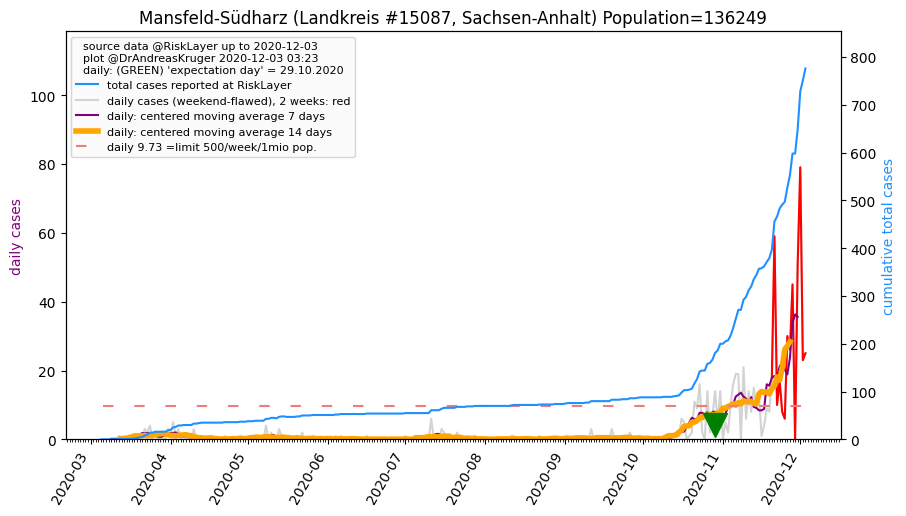 Mansfeld-Südharz (Landkreis #15087, Sachsen-Anhalt) Population=136249
source data @RiskLayer up to 2020-12-03
plot @DrAndreasKruger 2020-12-03 03:23
daily: (GREEN) 'expectation day' = 29.10.2020
total cases reported at RiskLayer
daily cases (weekend-flawed), 2 weeks: red
daily: centered moving average 7 days
daily: centered moving average 14 days
daily 9.73 =limit 500/week/1mio pop.
daily cases
100
80
60
40
20
0
cumulative total cases
800
700
600
500
400
300
200
100
0
2020-03
2020-04
2020-05
2020-06
2020-07
2020-08
2020-09
2020-10
2020-11
2020-12